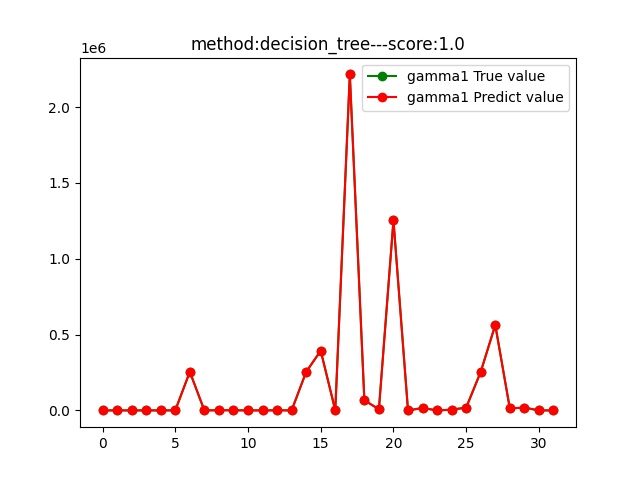 method:decision_tree---score:1.0
1e6
gamma1 True value
gamma1 Predict value
2.0
1.5
1.0
0.5
0.0
0 5 10 15 20 25 30